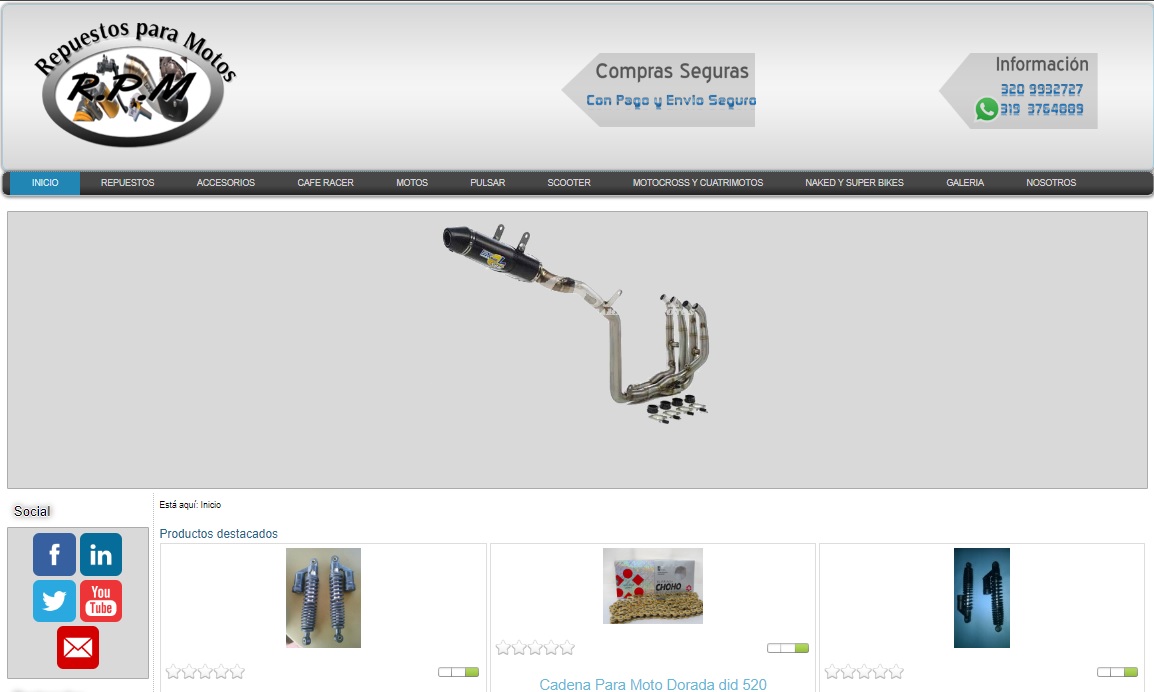 Repuestos para Motos
R.P.M
Compras Seguras
Con Pago y Envio Seguro
Información
320 9932727
319 3764889
INICIO
REPUESTOS
ACCESORIOS
CAFE RACER
MOTOS
PULSAR
SCOOTER
MOTOCROSS Y CUATRIMOTOS
NAKED Y SUPER BIKES
GALERIA
NOSOTROS
Social
f
in
You
Tube
Está aquí: Inicio
Productos destacados
CHOHO
Cadena Para Moto Dorada did 520